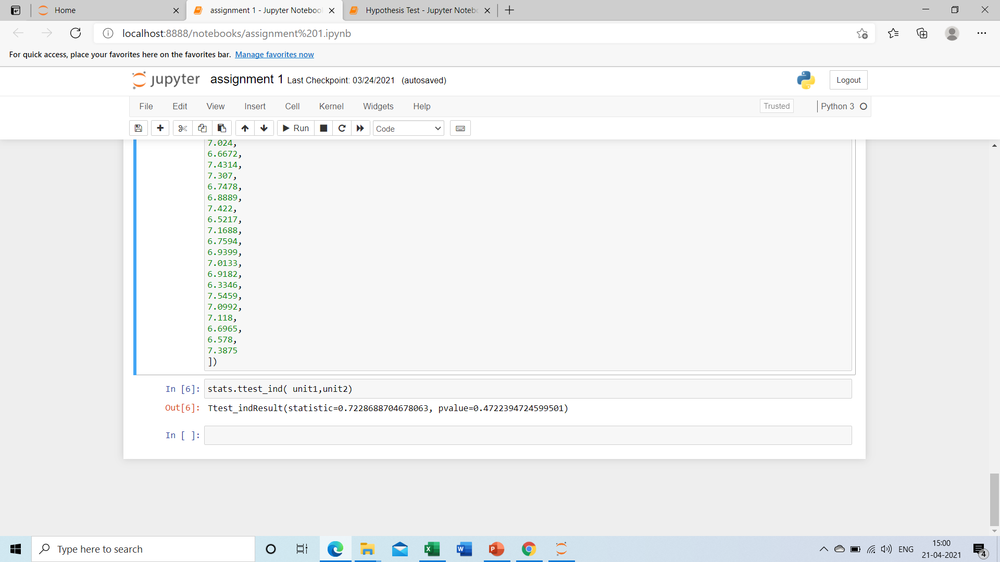 Home
assignment 1 - Jupyter Noteboo
Hypothesis Test - Jupyter Notebo
localhost:8888/notebooks/assignment%201.ipynb
For quick access, place your favorites here on the favorites bar. Manage favorites now
jupyter assignment 1 Last Checkpoint: 03/24/2021 (autosaved)
Logout
File Edit View Insert Cell Kernel Widgets Help
Trusted
Python 3
Run
Code
7.024,
6.6672,
7.4314,
7.307,
6.7478,
6.8889,
7.422,
6.5217,
7.1688,
6.7594,
6.9399,
7.0133,
6.9182,
6.3346,
7.5459,
7.0992,
7.118,
6.6965,
6.578,
7.3875
])
In [6]: stats.ttest_ind( unit1,unit2)
Out[6]: Ttest_indResult(statistic=0.7228688704678063, pvalue=0.4722394724599501)
In [ ]:
Type here to search
ENG
15:00
21-04-2021
4